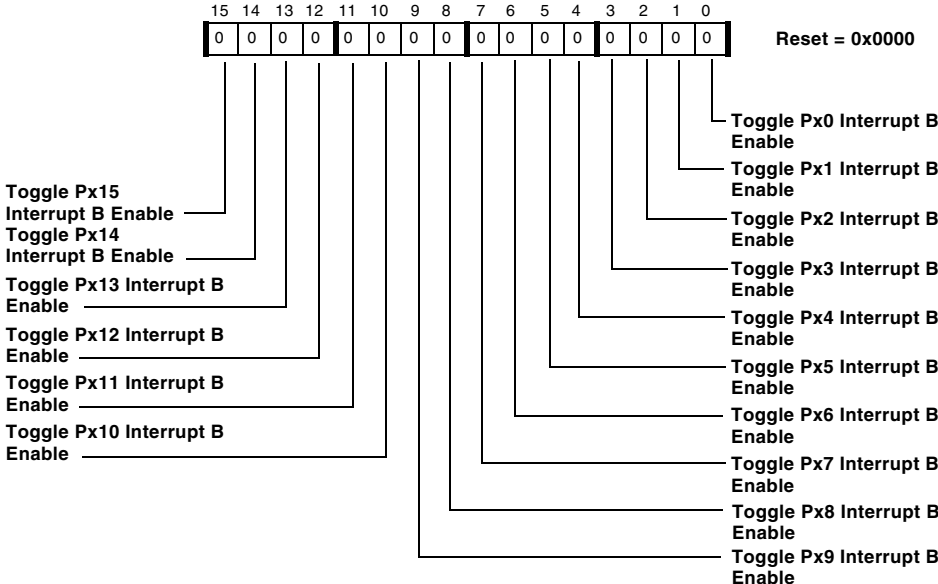 15 14 13 12 11 10 9 8 7 6 5 4 3 2 1 0
0 0 0 0 0 0 0 0 0 0 0 0 0 0 0 0
Reset = 0x0000
Toggle Px0 Interrupt B
Enable
Toggle Px1 Interrupt B
Enable
Toggle Px2 Interrupt B
Enable
Toggle Px3 Interrupt B
Enable
Toggle Px4 Interrupt B
Enable
Toggle Px5 Interrupt B
Enable
Toggle Px6 Interrupt B
Enable
Toggle Px7 Interrupt B
Enable
Toggle Px8 Interrupt B
Enable
Toggle Px9 Interrupt B
Enable
Toggle Px15
Interrupt B Enable
Toggle Px14
Interrupt B Enable
Toggle Px13 Interrupt B
Enable
Toggle Px12 Interrupt B
Enable
Toggle Px11 Interrupt B
Enable
Toggle Px10 Interrupt B
Enable